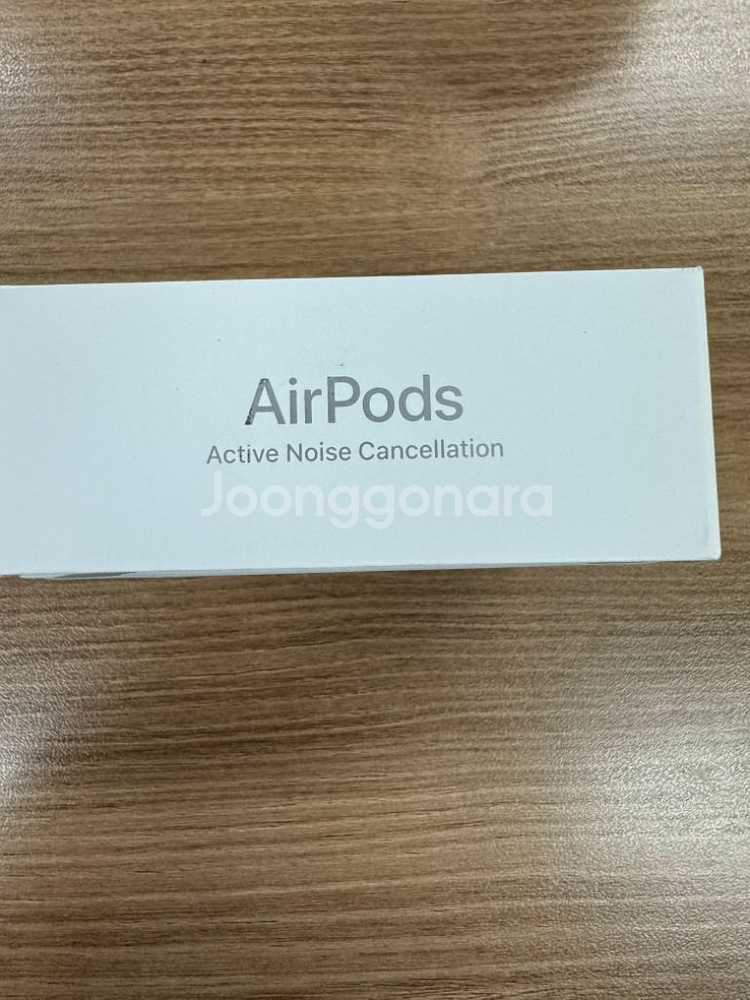 AirPods
Active Noise Cancellation
Joonggonara